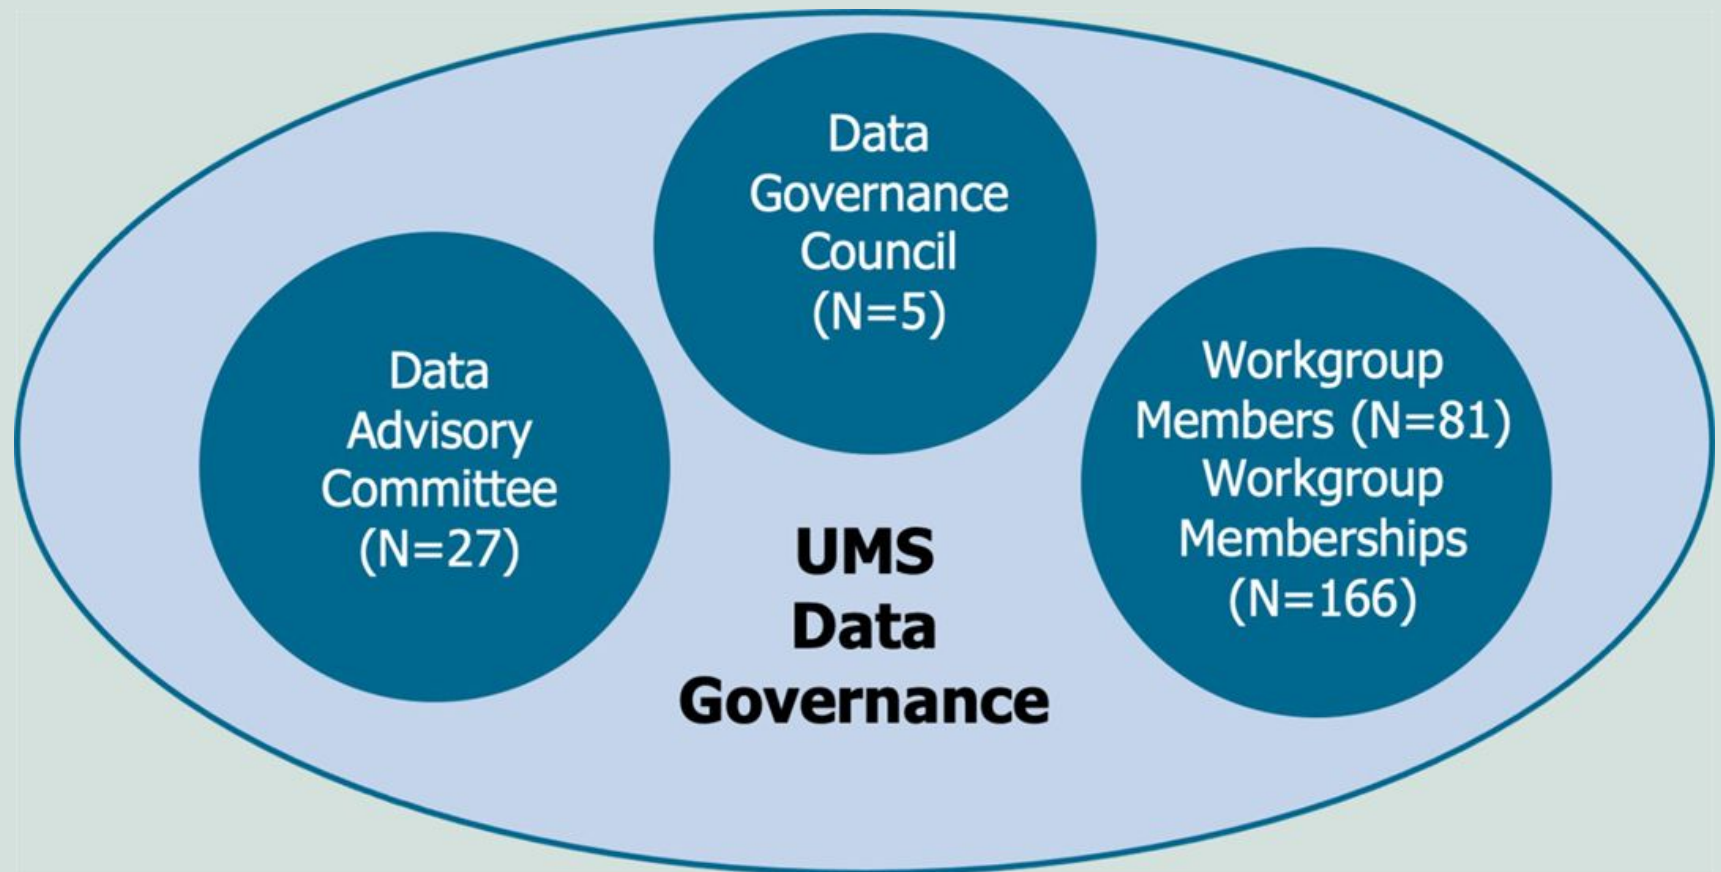 Data
Governance
Council
(N=5)
Data
Advisory
Committee
(N=27)
Workgroup
Members (N=81)
Workgroup
Memberships
(N=166)
UMS
Data
Governance